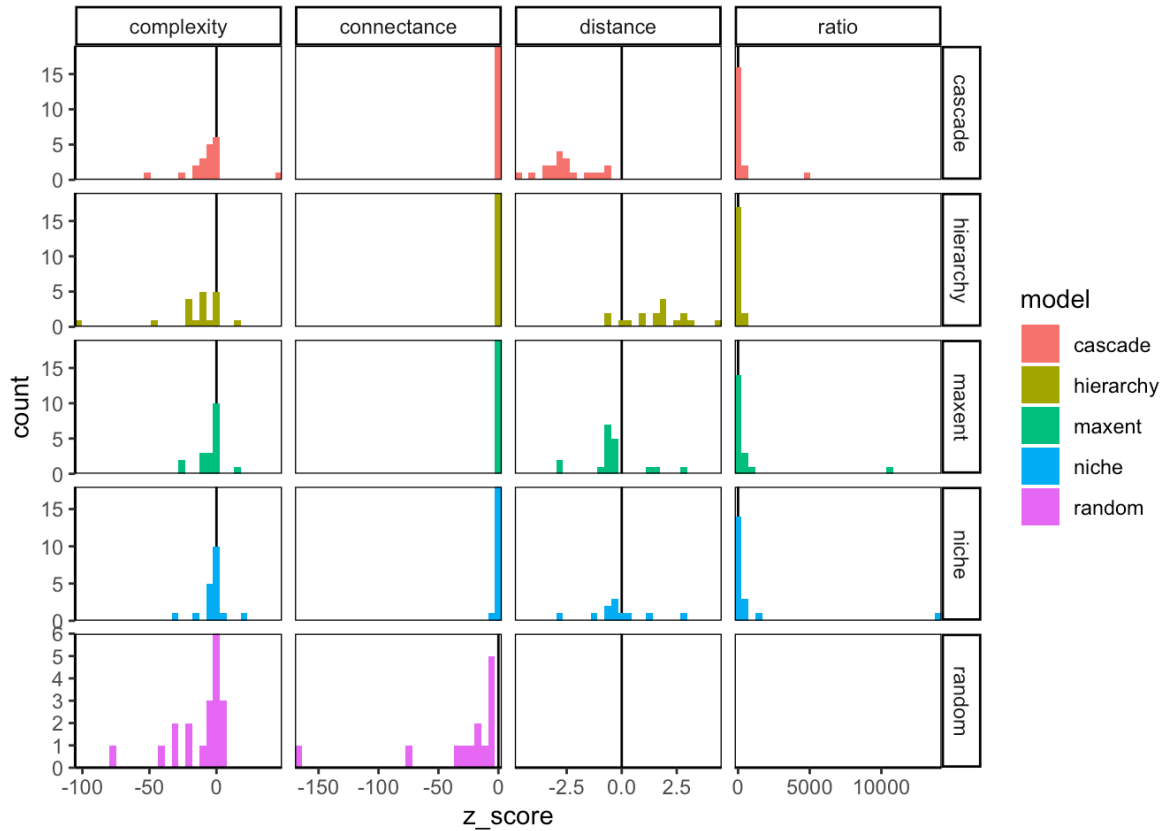 complexity connectance distance ratio
15
10
5
0
cascade
15
10
5
0
hierarchy
15
10
5
0
maxent
15
10
5
0
niche
6
5
4
3
2
1
0
random
-100 -50 0 -150 -100 -50 0 -2.5 0.0 2.5 0 5000 10000
z_score
count
model
cascade
hierarchy
maxent
niche
random